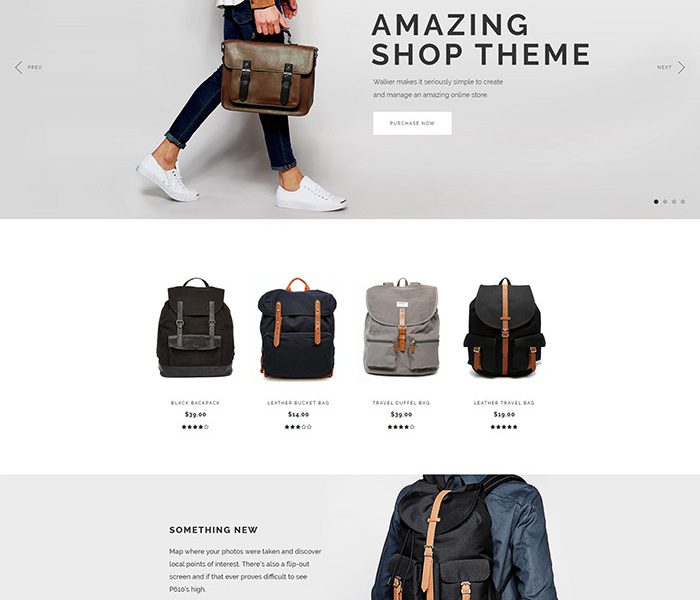 AMAZING
SHOP THEME
PREV
NEXT
Walker makes it seriously simple to create
and manage an amazing online store.
PURCHASE NOW
BLACK BACKPACK
LEATHER BUCKET BAG
TRAVEL DUFFEL BAG
LEATHER TRAVEL BAG
$39.00
$14.00
$39.00
$19.00
SOMETHING NEW
Map where your photos were taken and discover
local points of interest. There's also a flip-out
screen and if that ever proves difficult to see
P610's high.